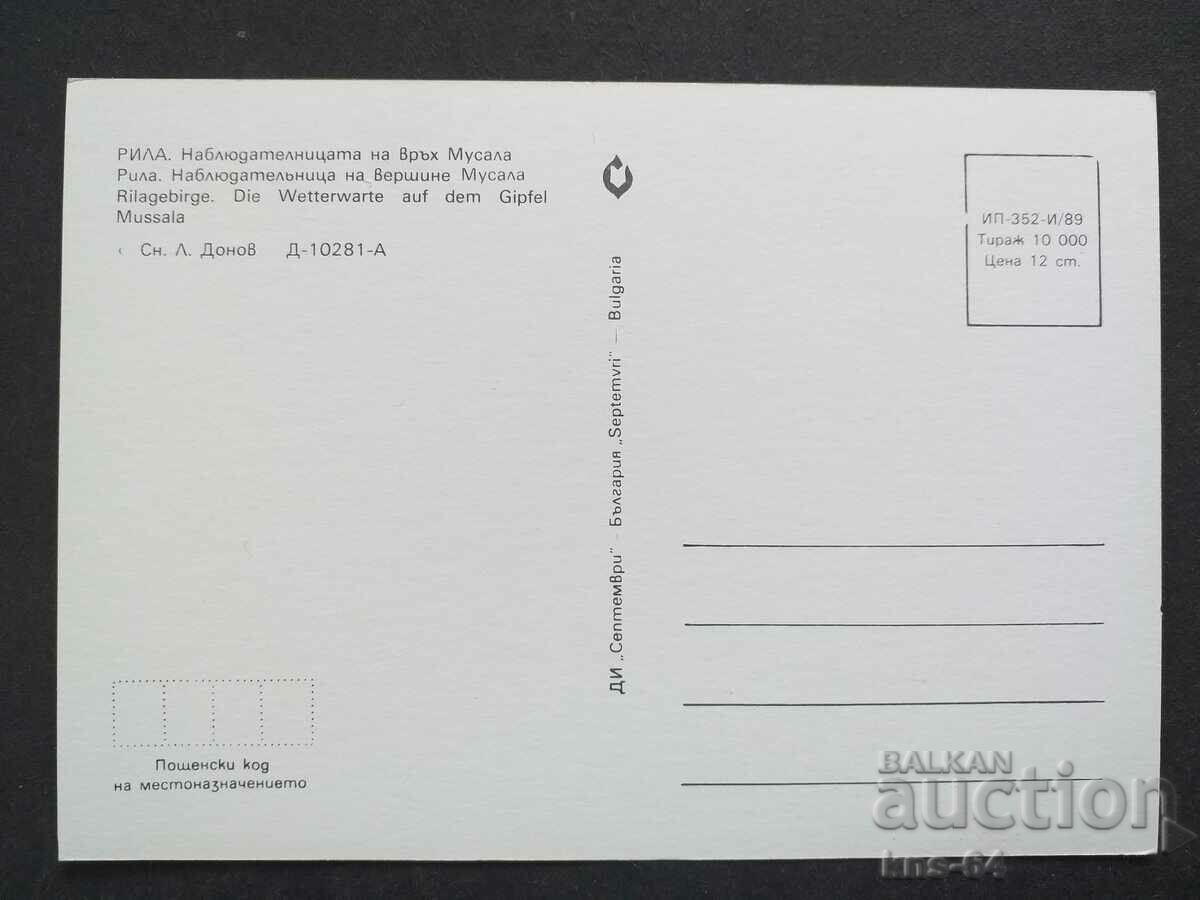 РИЛА. Наблюдателницата на връх Мусала
Рила. Наблюдательница на вершине Мусала
Rilagebirge. Die Wetterwarte auf dem Gipfel
Mussala
Сн. Л. Донов Д-10281-А
ДИ „Септември" - България „Septemvri" — Bulgaria
ИП-352-И/89
Тираж 10 000
Цена 12 ст.
Пощенски код
на местоназначението
BALKAN
auction
kns-64